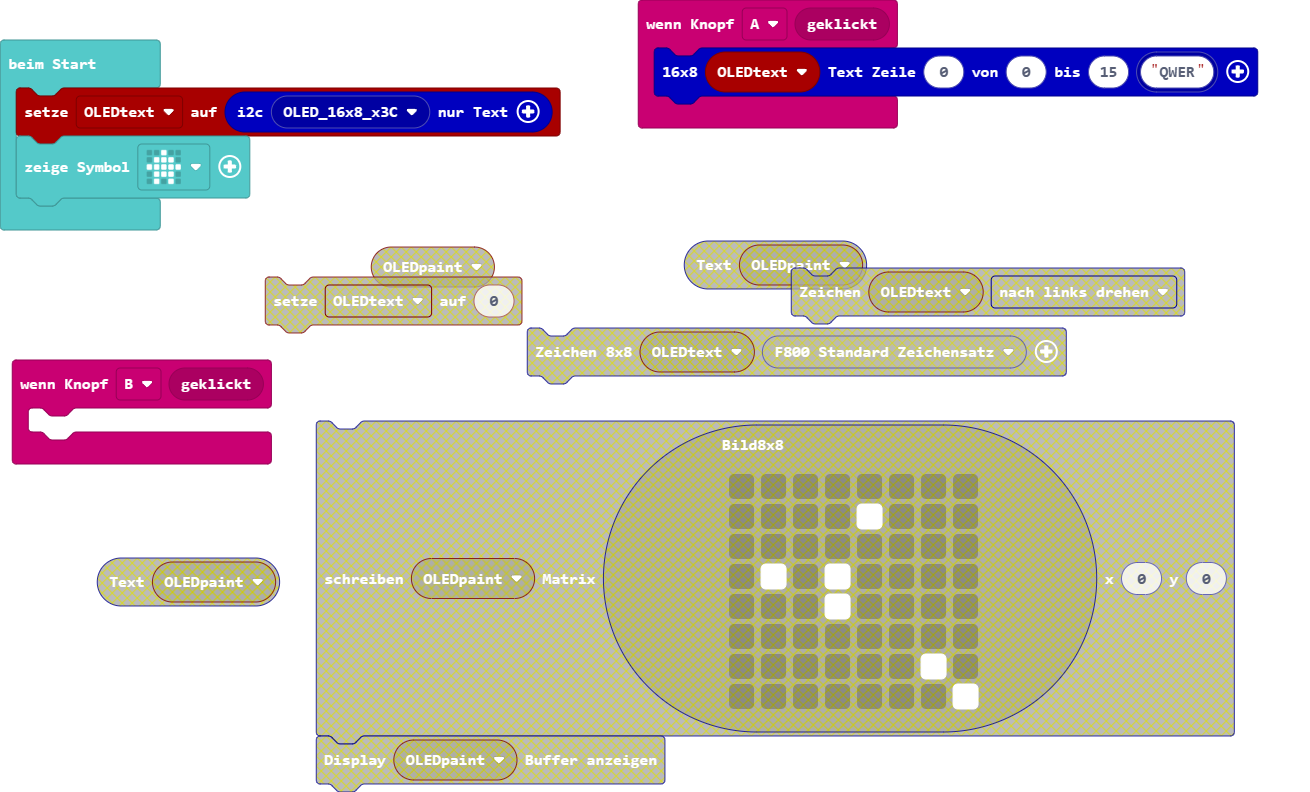 wenn Knopf A geklickt
16x8 OLEDtext Text Zeile 0 von 0 bis 15 "QWER"
beim Start
setze OLEDtext auf i2c OLED_16x8_x3C nur Text
zeige Symbol
OLEDpaint
setze OLEDtext auf 0
Text OLEDpaint
Zeichen OLEDtext nach links drehen
Zeichen 8x8 OLEDtext F800 Standard Zeichensatz
wenn Knopf B geklickt
Bild8x8
schreiben OLEDpaint Matrix x 0 y 0
Text OLEDpaint
Display OLEDpaint Buffer anzeigen